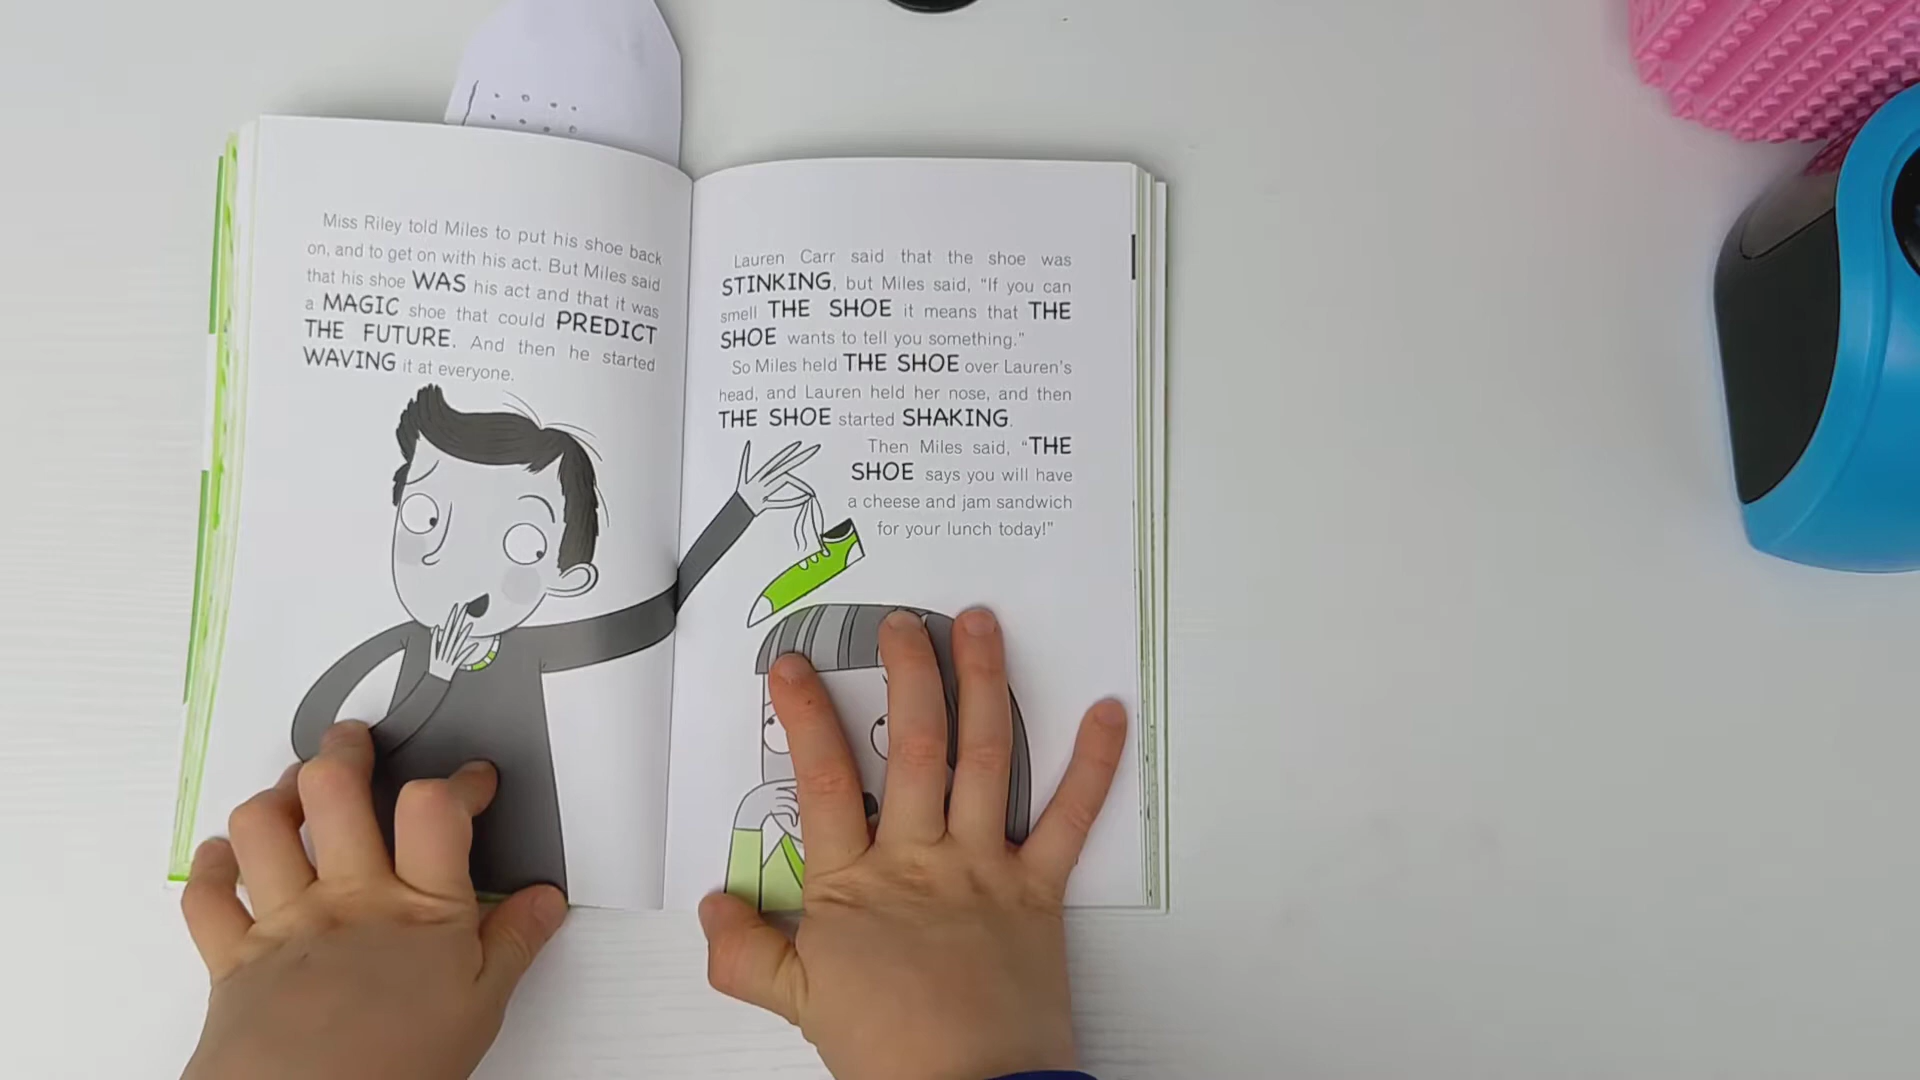 Miss Riley told Miles to put his shoe back
on, and to get on with his act. But Miles said
that his shoe WAS his act and that it was
a MAGIC shoe that could PREDICT
THE FUTURE. And then he started
WAVING it at everyone.
Lauren Carr said that the shoe was
STINKING, but Miles said, “If you can
smell THE SHOE it means that THE
SHOE wants to tell you something.”
So Miles held THE SHOE over Lauren’s
head, and Lauren held her nose, and then
THE SHOE started SHAKING.
Then Miles said, “THE
SHOE says you will have
a cheese and jam sandwich
for your lunch today!”